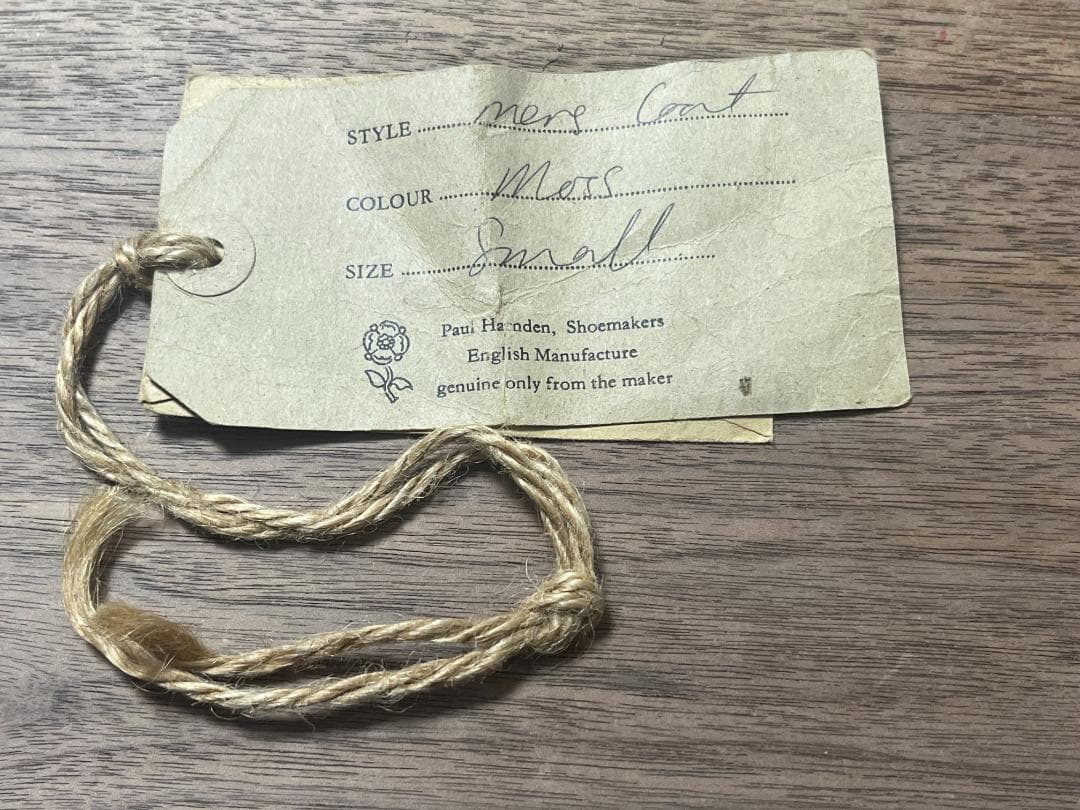 STYLE mens Coat
COLOUR Moss
SIZE Small
Paul Harnden, Shoemakers
English Manufacture
genuine only from the maker